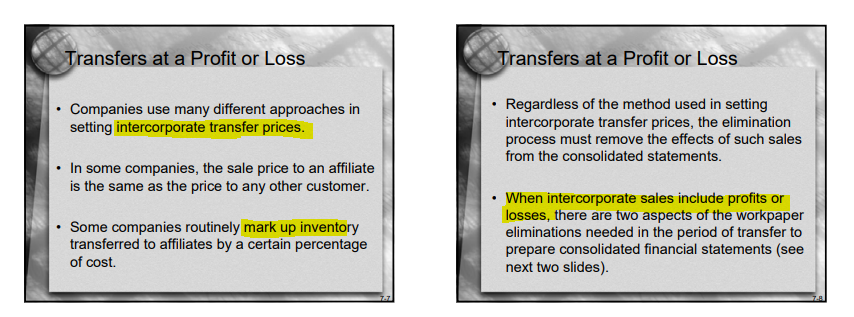 Transfers at a Profit or Loss
• Companies use many different approaches in
setting intercorporate transfer prices.
• In some companies, the sale price to an affiliate
is the same as the price to any other customer.
• Some companies routinely mark up inventory
transferred to affiliates by a certain percentage
of cost.
7-7
Transfers at a Profit or Loss
• Regardless of the method used in setting
intercorporate transfer prices, the elimination
process must remove the effects of such sales
from the consolidated statements.
• When intercorporate sales include profits or
losses, there are two aspects of the workpaper
eliminations needed in the period of transfer to
prepare consolidated financial statements (see
next two slides).
7-8